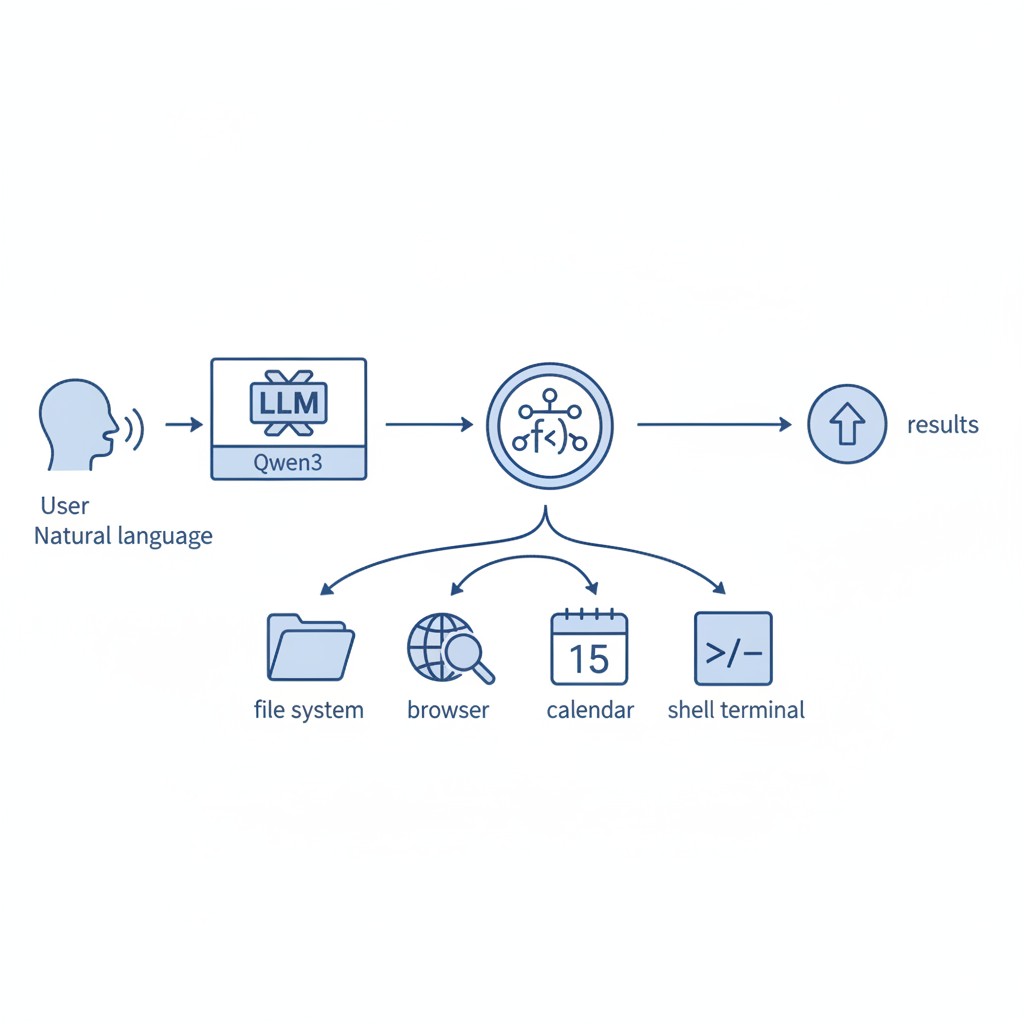 LLM
Qwen3
f<)
results
User
Natural language
15
>/–
file system
browser
calendar
shell terminal